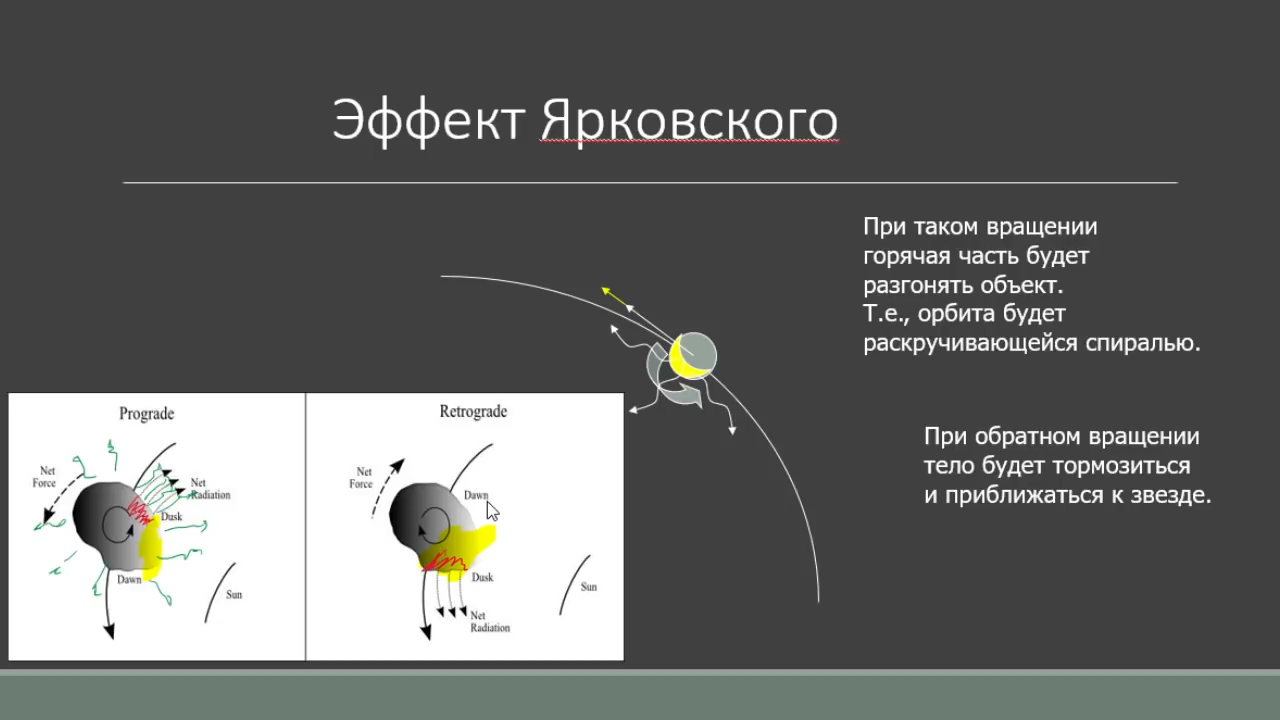 Эффект Ярковского
При таком вращении
горячая часть будет
разгонять объект.
Т.е., орбита будет
раскручивающейся спиралью.
При обратном вращении
тело будет тормозиться
и приближаться к звезде.
Prograde
Net
Force
Net
Radiation
Dusk
Dawn
Sun
Retrograde
Net
Force
Dawn
Dusk
Sun
Net
Radiation